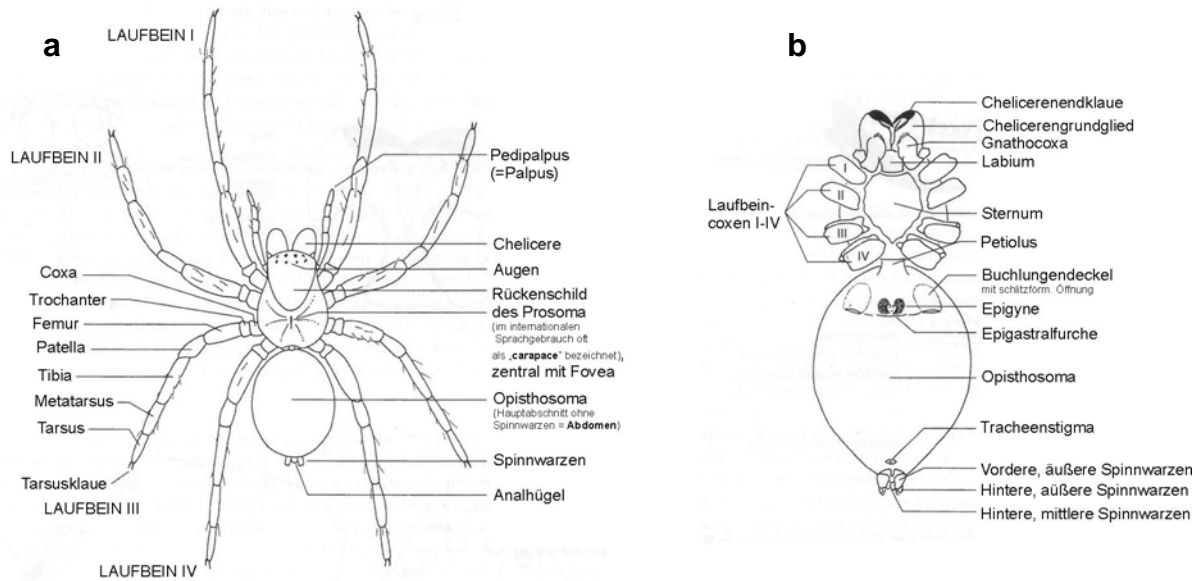 a
LAUFBEIN I
LAUFBEIN II
Coxa
Trochanter
Femur
Patella
Tibia
Metatarsus
Tarsus
Tarsusklaue
LAUFBEIN III
LAUFBEIN IV
Pedipalpus
(=Palpus)
Chelicere
Augen
Rückenschild
des Prosoma
(im internationalen
Sprachgebrauch oft
als „carapace" bezeichnet),
zentral mit Fovea
Opisthosoma
(Hauptabschnitt ohne
Spinnwarzen = Abdomen)
Spinnwarzen
Analhügel
b
I
II
III
IV
Laufbein-
coxen I-IV
Chelicerenendklaue
Chelicerengrundglied
Gnathocoxa
Labium
Sternum
Petiolus
Buchlungendeckel
mit schlitzförm. Öffnung
Epigyne
Epigastralfurche
Opisthosoma
Tracheenstigma
Vordere, äußere Spinnwarzen
Hintere, aüßere Spinnwarzen
Hintere, mittlere Spinnwarzen